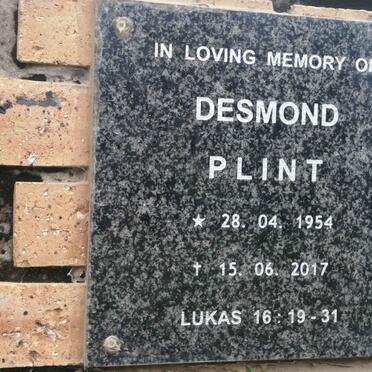 IN LOVING MEMORY OF
DESMOND
PLINT
★ 28. 04. 1954
† 15. 06. 2017
LUKAS 16:19-31